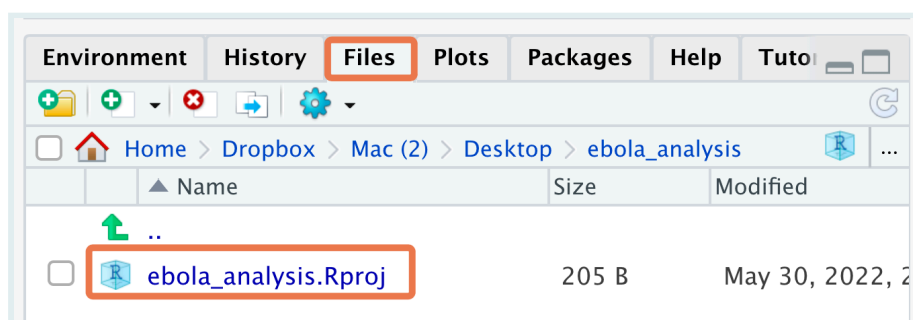 Environment History Files Plots Packages Help
Home > Dropbox > Mac (2) > Desktop > ebola_analysis ...
Name Size Modified
..
ebola_analysis.Rproj 205 B May 30, 2022,